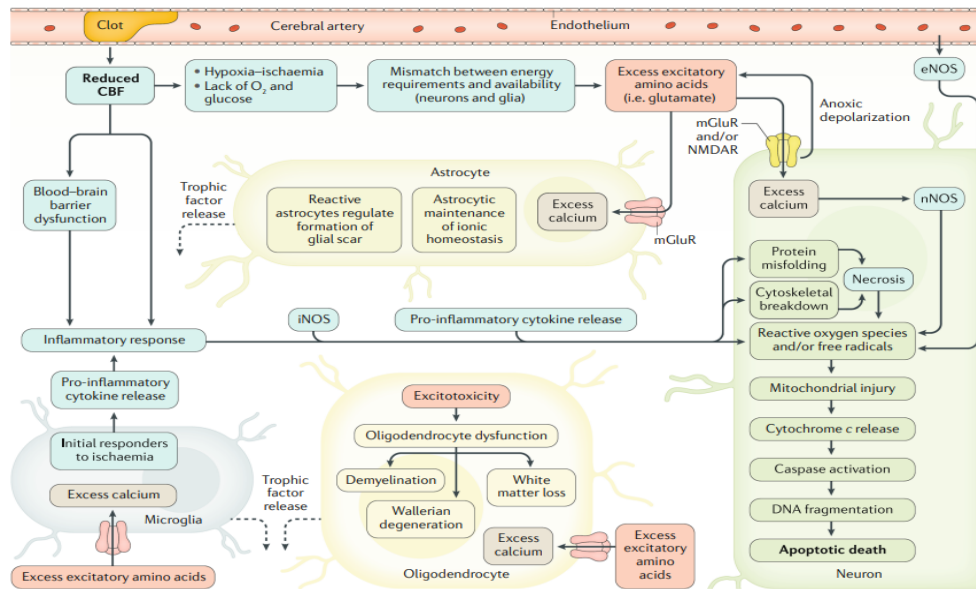 Clot
Cerebral artery
Endothelium
Reduced
CBF
• Hypoxia–ischaemia
• Lack of O₂ and
glucose
Mismatch between energy
requirements and availability
(neurons and glia)
Excess excitatory
amino acids
(i.e. glutamate)
eNOS
Anoxic
depolarization
mGluR
and/or
NMDAR
Blood–brain
barrier
dysfunction
Trophic
factor
release
Astrocyte
Reactive
astrocytes regulate
formation of
glial scar
Astrocytic
maintenance
of ionic
homeostasis
Excess
calcium
mGluR
Excess
calcium
nNOS
Protein
misfolding
Necrosis
Cytoskeletal
breakdown
Inflammatory response
iNOS
Pro-inflammatory cytokine release
Reactive oxygen species
and/or free radicals
Pro-inflammatory
cytokine release
Initial responders
to ischaemia
Excess calcium
Microglia
Excess excitatory amino acids
Trophic
factor
release
Excitotoxicity
Oligodendrocyte dysfunction
Demyelination
White
matter loss
Wallerian
degeneration
Excess
calcium
Excess
excitatory
amino
acids
Oligodendrocyte
Mitochondrial injury
Cytochrome c release
Caspase activation
DNA fragmentation
Apoptotic death
Neuron